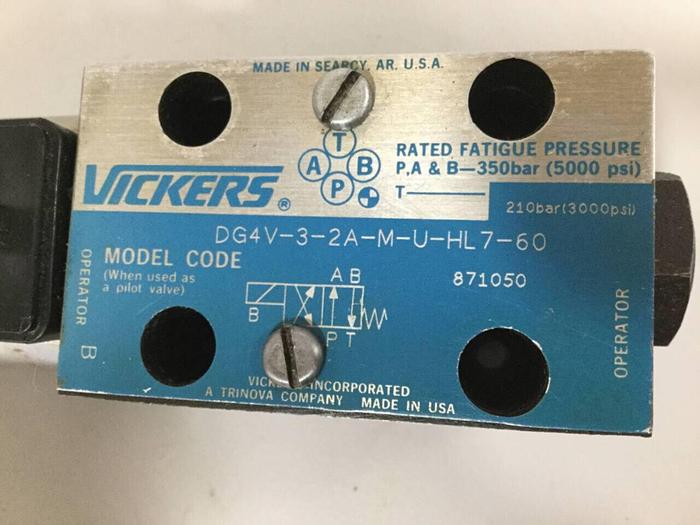 MADE IN SEARCY, AR. U.S.A.
VICKERS®
T
A B
P
RATED FATIGUE PRESSURE
P,A & B—350bar (5000 psi)
T
210bar(3000psi)
DG4V-3-2A-M-U-HL7-60
MODEL CODE
(When used as
a pilot valve)
871050
OPERATOR B
A B
B
P T
OPERATOR
VICKERS INCORPORATED
A TRINOVA COMPANY MADE IN USA